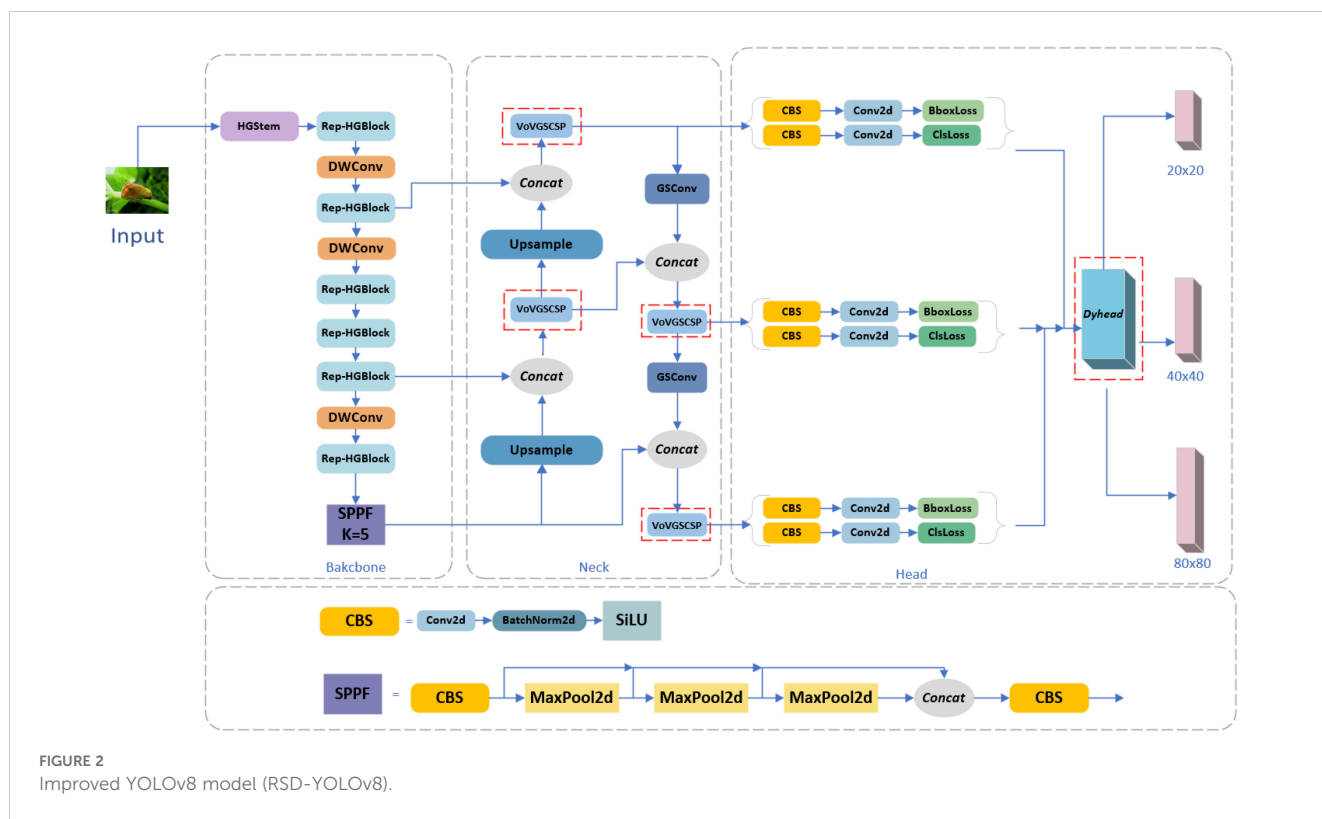 Input
HGStem
Rep-HGBlock
DWConv
Rep-HGBlock
DWConv
Rep-HGBlock
Rep-HGBlock
Rep-HGBlock
DWConv
Rep-HGBlock
SPPF
K=5
Bakcbone
VoVGSCSP
Concat
Upsample
VoVGSCSP
Concat
Upsample
GSConv
Concat
VoVGSCSP
GSConv
Concat
VoVGSCSP
Neck
CBS Conv2d BboxLoss
CBS Conv2d ClsLoss
CBS Conv2d BboxLoss
CBS Conv2d ClsLoss
CBS Conv2d BboxLoss
CBS Conv2d ClsLoss
Dyhead
Head
20x20
40x40
80x80
CBS = Conv2d BatchNorm2d SiLU
SPPF = CBS MaxPool2d MaxPool2d MaxPool2d Concat CBS
FIGURE 2
Improved YOLOv8 model (RSD-YOLOv8).